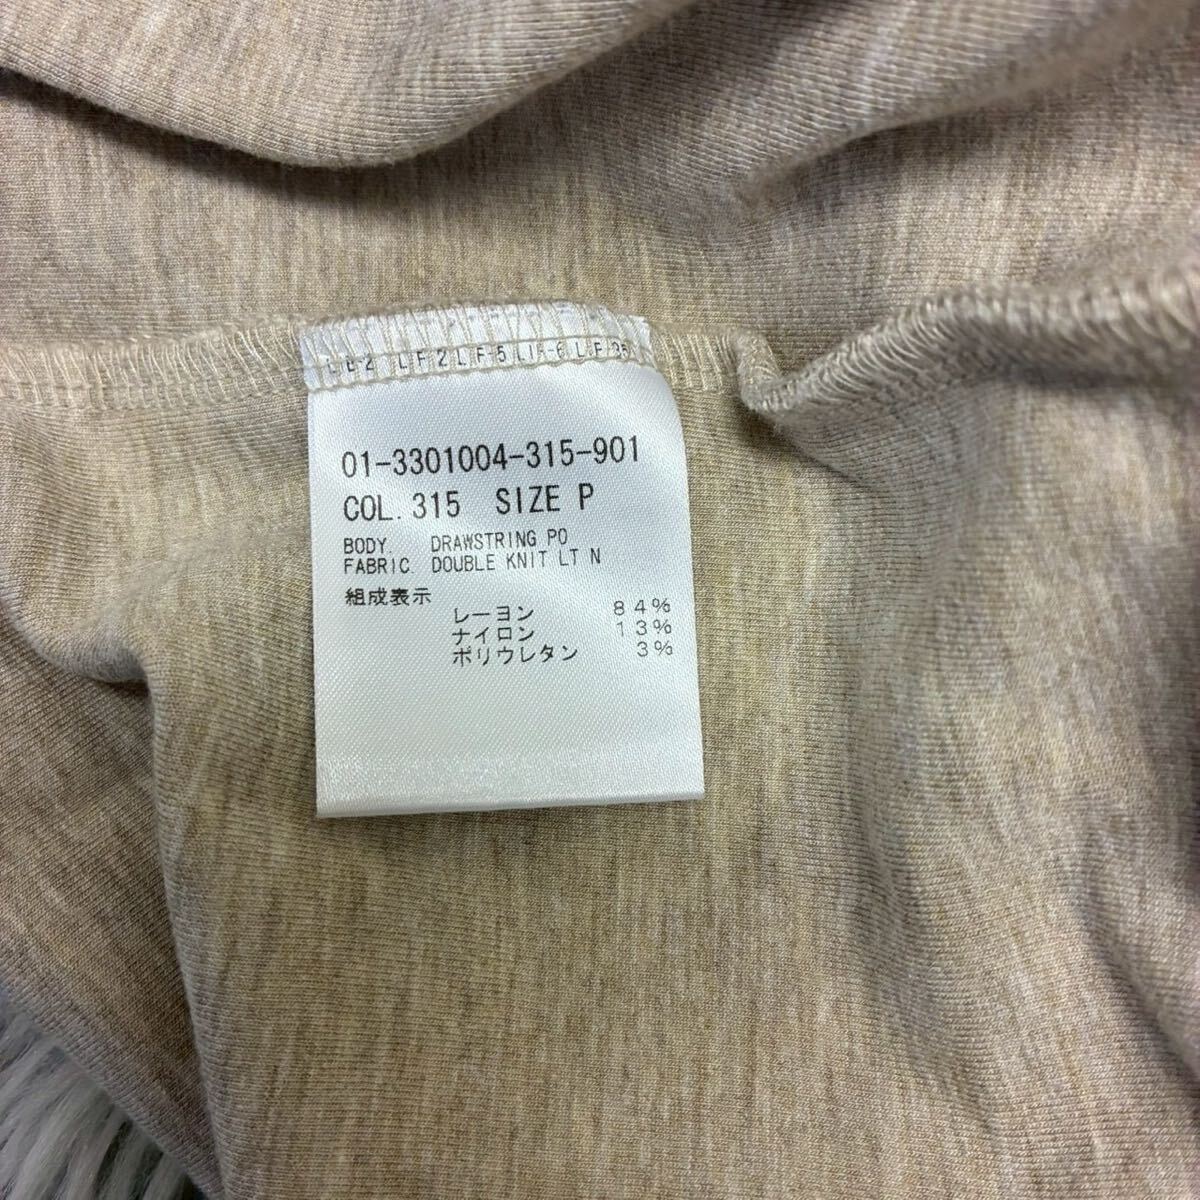 01-3301004-315-901
COL. 315 SIZE P
BODY. DRAWSTRING PO
FABRIC. DOUBLE KNIT LT N
組成表示
レーヨン 84%
ナイロン 13%
ポリウレタン 3%